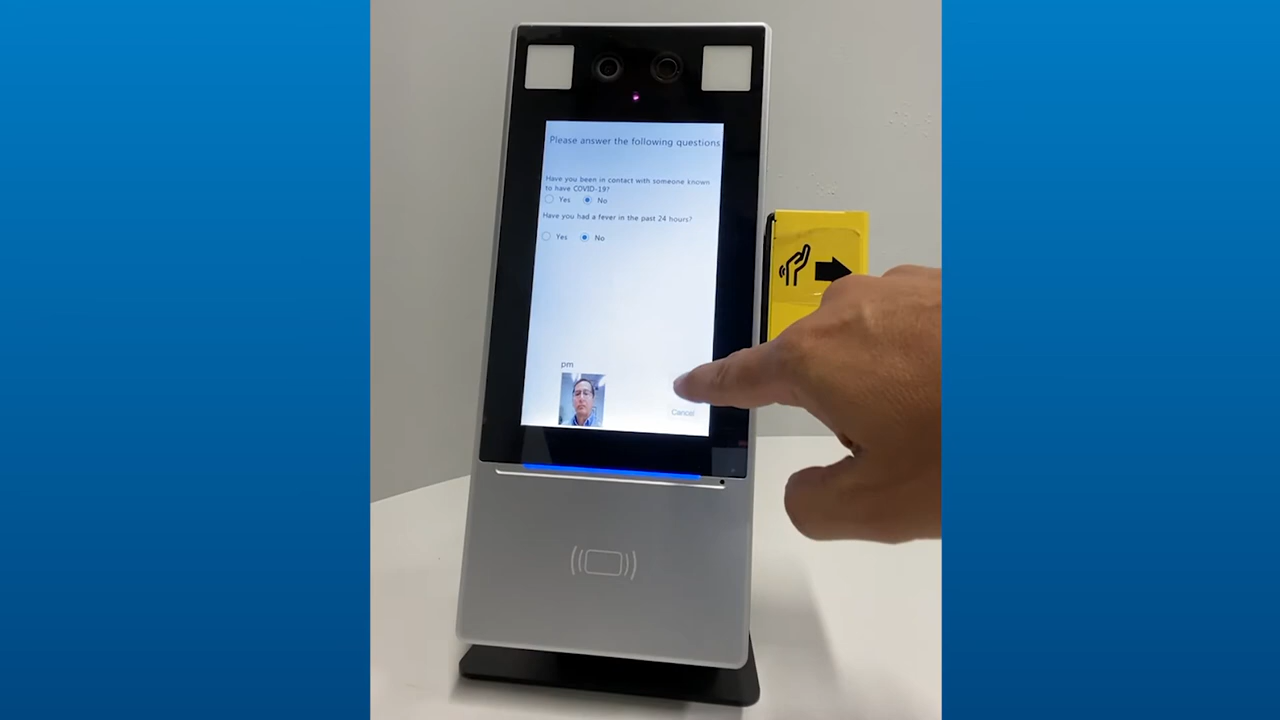 Please answer the following questions
Have you been in contact with someone known
to have COVID-19?
Yes No
Have you had a fever in the past 24 hours?
Yes No
pm
Cancel